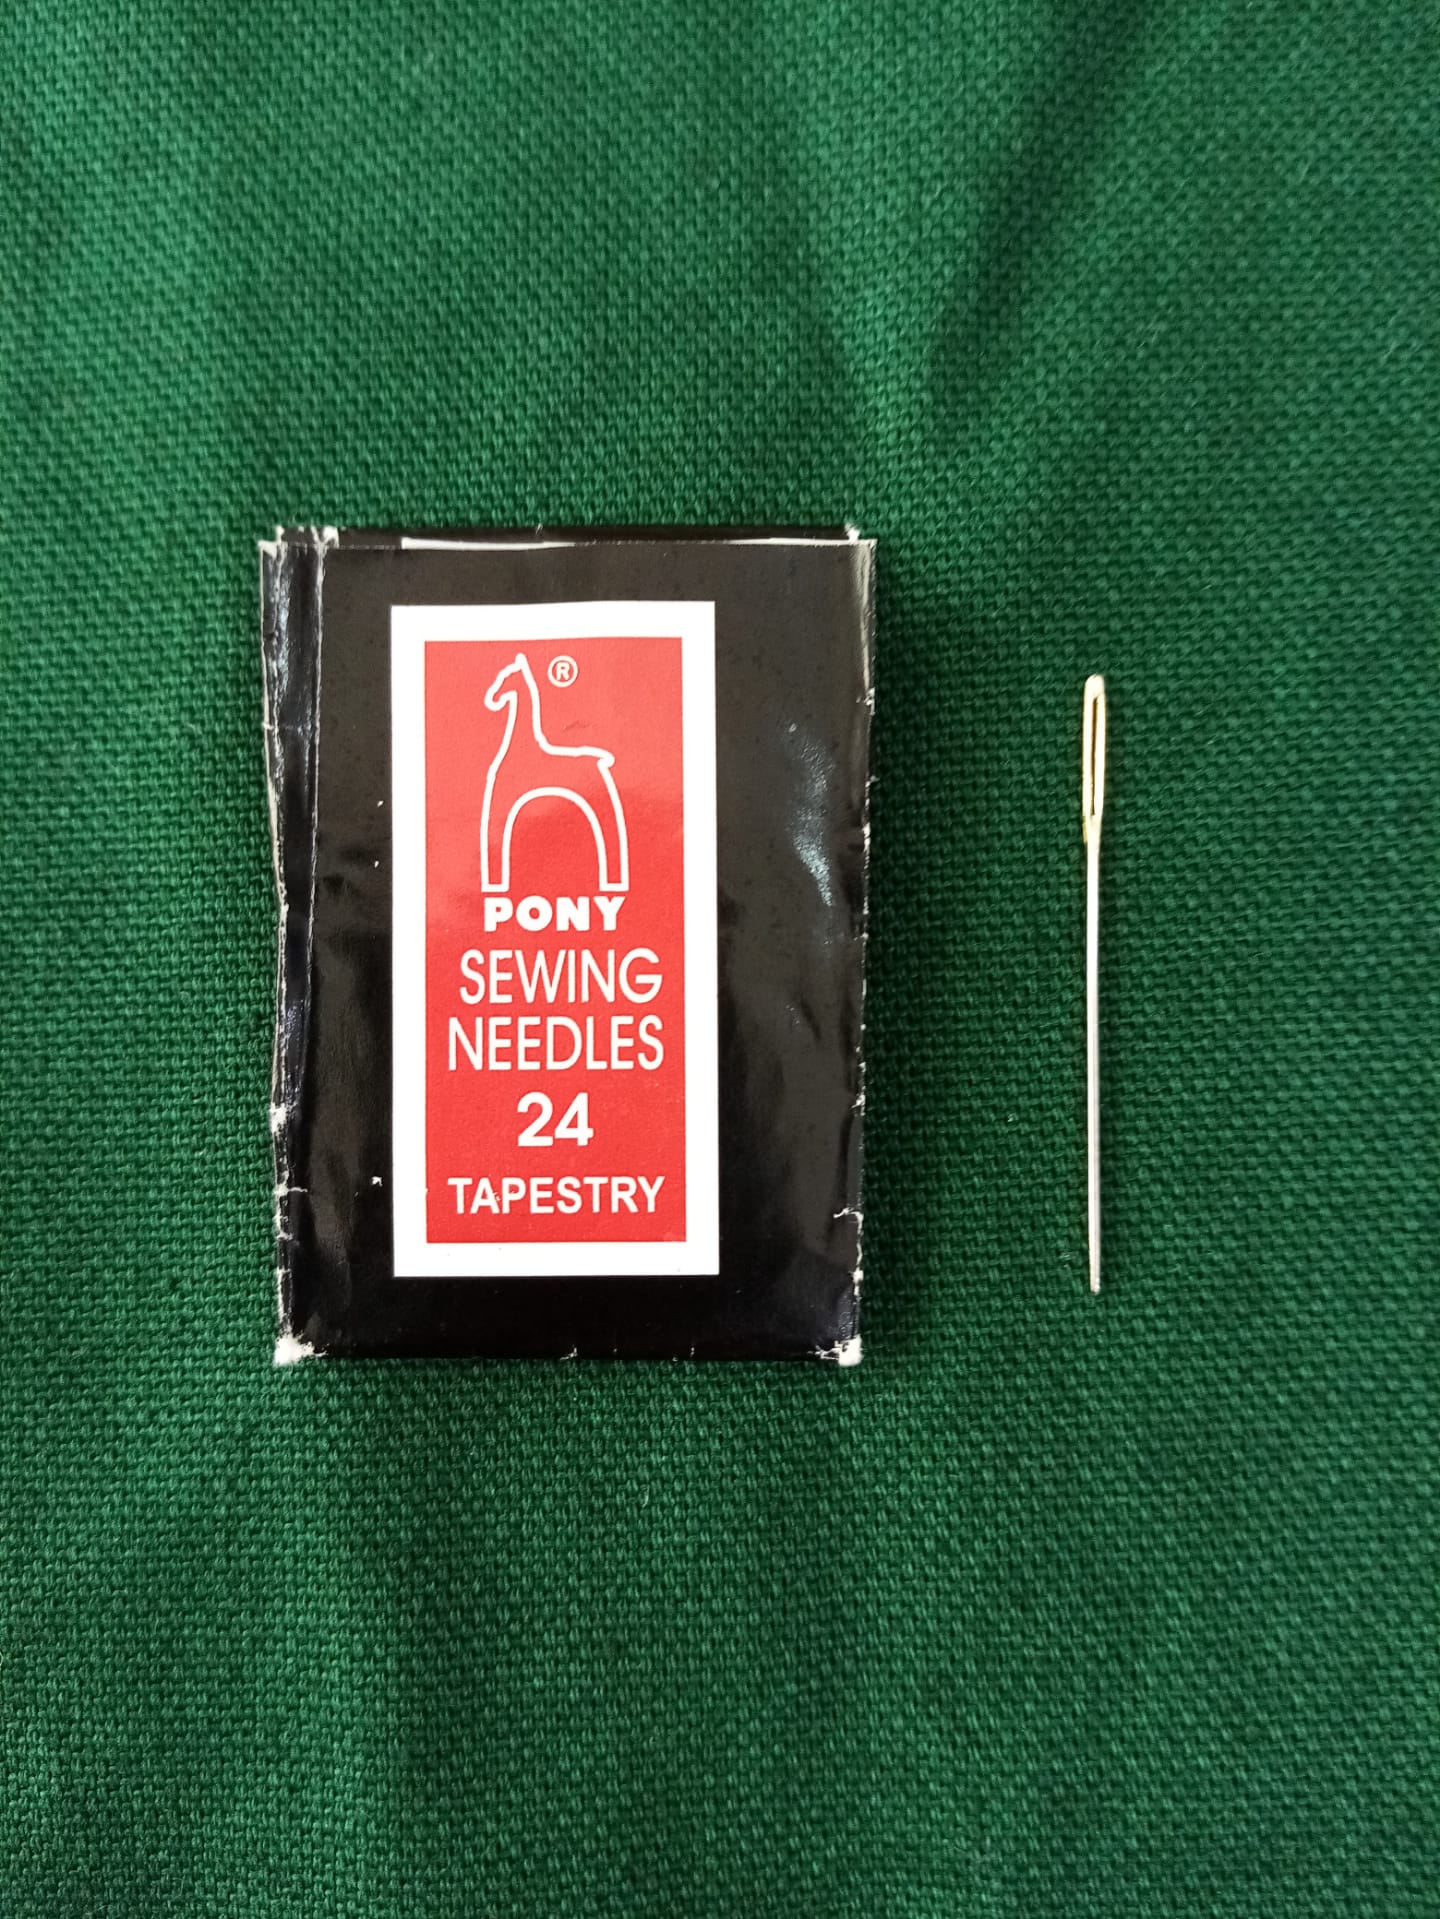 ®
PONY
SEWING
NEEDLES
24
TAPESTRY